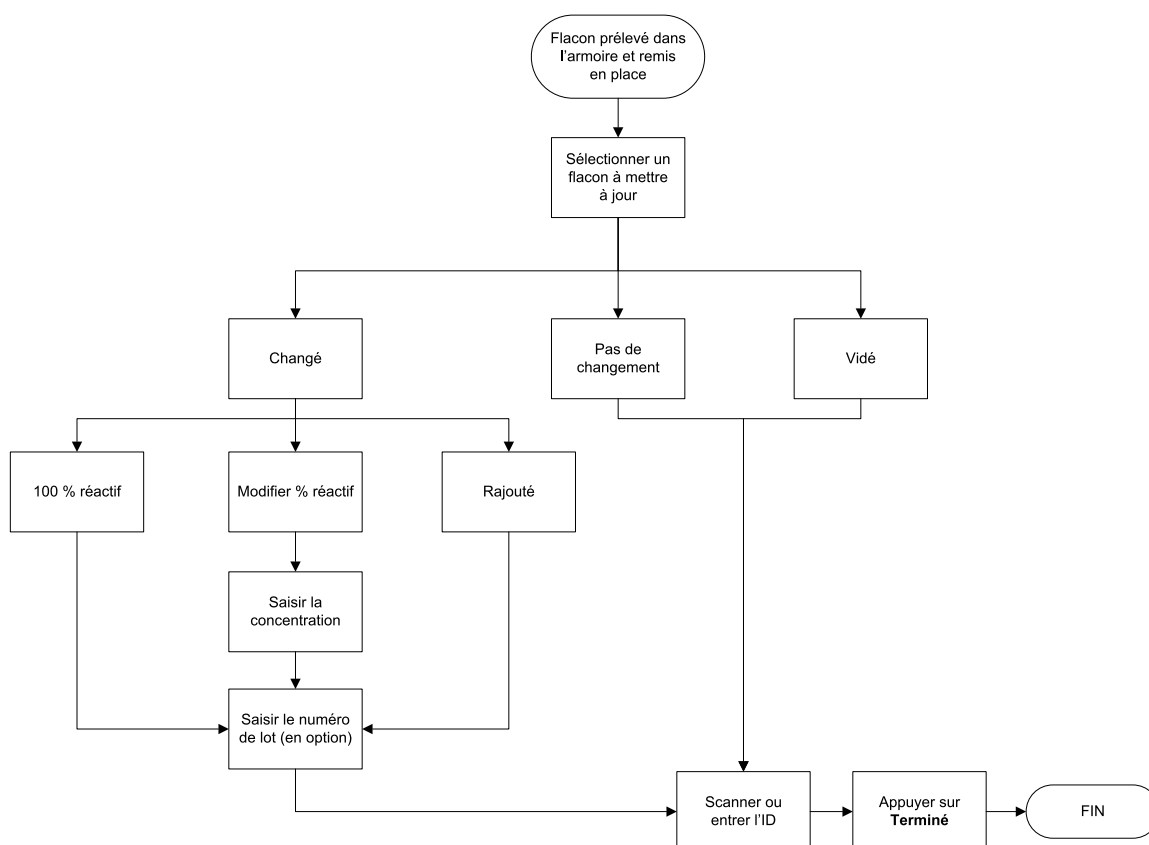 Flacon prélevé dans
l’armoire et remis
en place
Sélectionner un
flacon à mettre
à jour
Changé
Pas de
changement
Vidé
100 % réactif
Modifier % réactif
Rajouté
Saisir la
concentration
Saisir le numéro
de lot (en option)
Scanner ou
entrer l’ID
Appuyer sur
Terminé
FIN